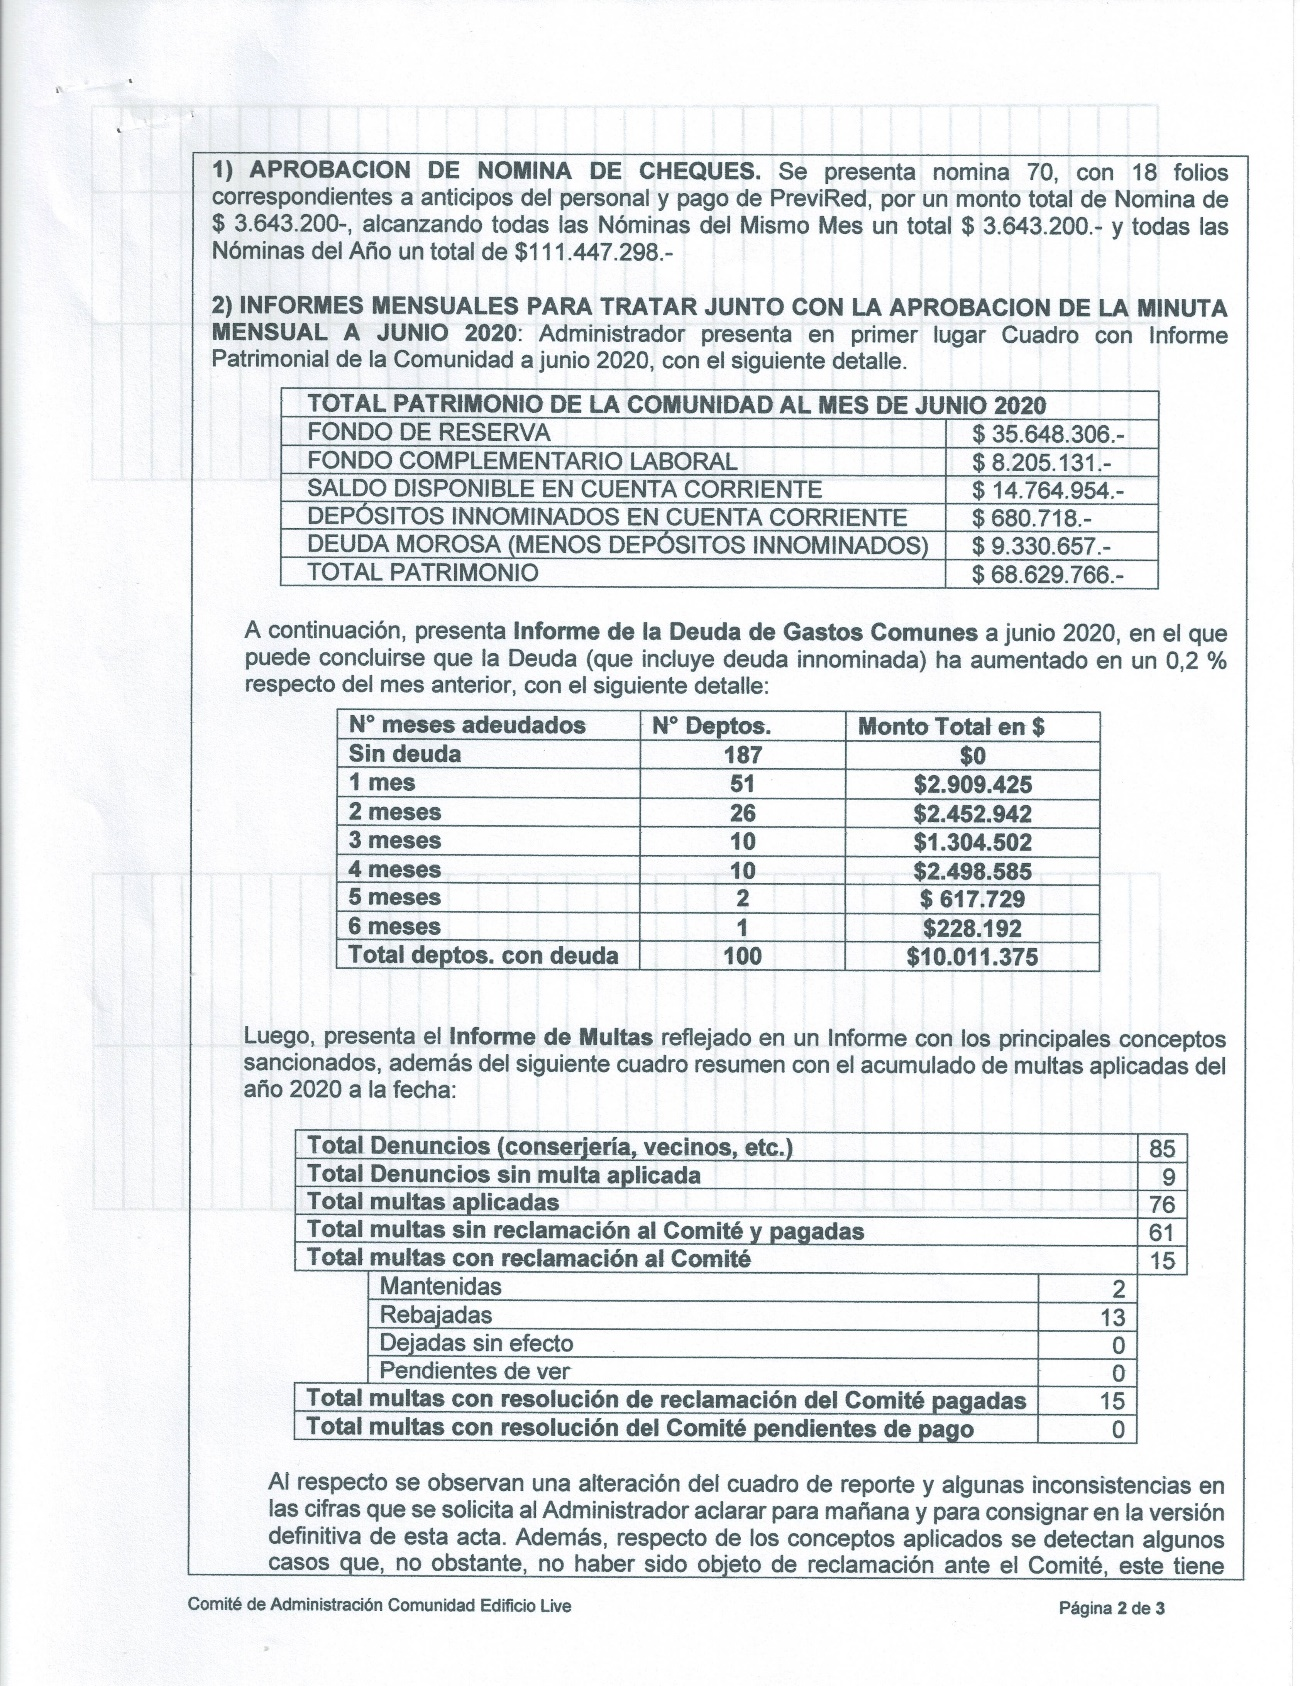 1) APROBACION DE NOMINA DE CHEQUES. Se presenta nomina 70, con 18 folios
correspondientes a anticipos del personal y pago de PreviRed, por un monto total de Nomina de
$ 3.643.200-, alcanzando todas las Nóminas del Mismo Mes un total $ 3.643.200.- y todas las
Nóminas del Año un total de $111.447.298.-
2) INFORMES MENSUALES PARA TRATAR JUNTO CON LA APROBACION DE LA MINUTA
MENSUAL A JUNIO 2020: Administrador presenta en primer lugar Cuadro con Informe
Patrimonial de la Comunidad a junio 2020, con el siguiente detalle.
TOTAL PATRIMONIO DE LA COMUNIDAD AL MES DE JUNIO 2020
FONDO DE RESERVA $ 35.648.306.-
FONDO COMPLEMENTARIO LABORAL $ 8.205.131.-
SALDO DISPONIBLE EN CUENTA CORRIENTE $ 14.764.954.-
DEPÓSITOS INNOMINADOS EN CUENTA CORRIENTE $ 680.718.-
DEUDA MOROSA (MENOS DEPÓSITOS INNOMINADOS) $ 9.330.657.-
TOTAL PATRIMONIO $ 68.629.766.-
A continuación, presenta Informe de la Deuda de Gastos Comunes a junio 2020, en el que
puede concluirse que la Deuda (que incluye deuda innominada) ha aumentado en un 0,2 %
respecto del mes anterior, con el siguiente detalle:
N° meses adeudados N° Deptos. Monto Total en $
Sin deuda 187 $0
1 mes 51 $2.909.425
2 meses 26 $2.452.942
3 meses 10 $1.304.502
4 meses 10 $2.498.585
5 meses 2 $ 617.729
6 meses 1 $228.192
Total deptos. con deuda 100 $10.011.375
Luego, presenta el Informe de Multas reflejado en un Informe con los principales conceptos
sancionados, además del siguiente cuadro resumen con el acumulado de multas aplicadas del
año 2020 a la fecha:
Total Denuncios (conserjería, vecinos, etc.) 85
Total Denuncios sin multa aplicada 9
Total multas aplicadas 76
Total multas sin reclamación al Comité y pagadas 61
Total multas con reclamación al Comité 15
Mantenidas 2
Rebajadas 13
Dejadas sin efecto 0
Pendientes de ver 0
Total multas con resolución de reclamación del Comité pagadas 15
Total multas con resolución del Comité pendientes de pago 0
Al respecto se observan una alteración del cuadro de reporte y algunas inconsistencias en
las cifras que se solicita al Administrador aclarar para mañana y para consignar en la versión
definitiva de esta acta. Además, respecto de los conceptos aplicados se detectan algunos
casos que, no obstante, no haber sido objeto de reclamación ante el Comité, este tiene
Comité de Administración Comunidad Edificio Live Página 2 de 3